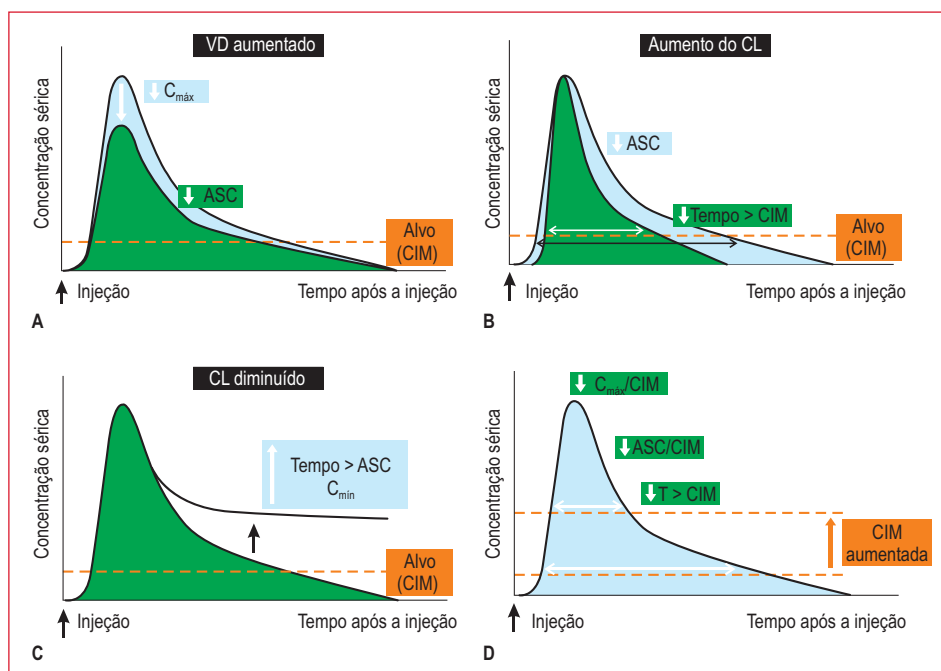 VD aumentado
Concentração sérica
↓ Cmáx
↓ ASC
Alvo
(CIM)
Injeção
Tempo após a injeção
A
Aumento do CL
Concentração sérica
↓ ASC
↓Tempo > CIM
Alvo
(CIM)
Injeção
Tempo após a injeção
B
CL diminuído
Concentração sérica
Tempo > ASC
Cmín
Alvo
(CIM)
Injeção
Tempo após a injeção
C
Concentração sérica
↓ Cmáx/CIM
↓ASC/CIM
↓T > CIM
CIM
aumentada
Injeção
Tempo após a injeção
D